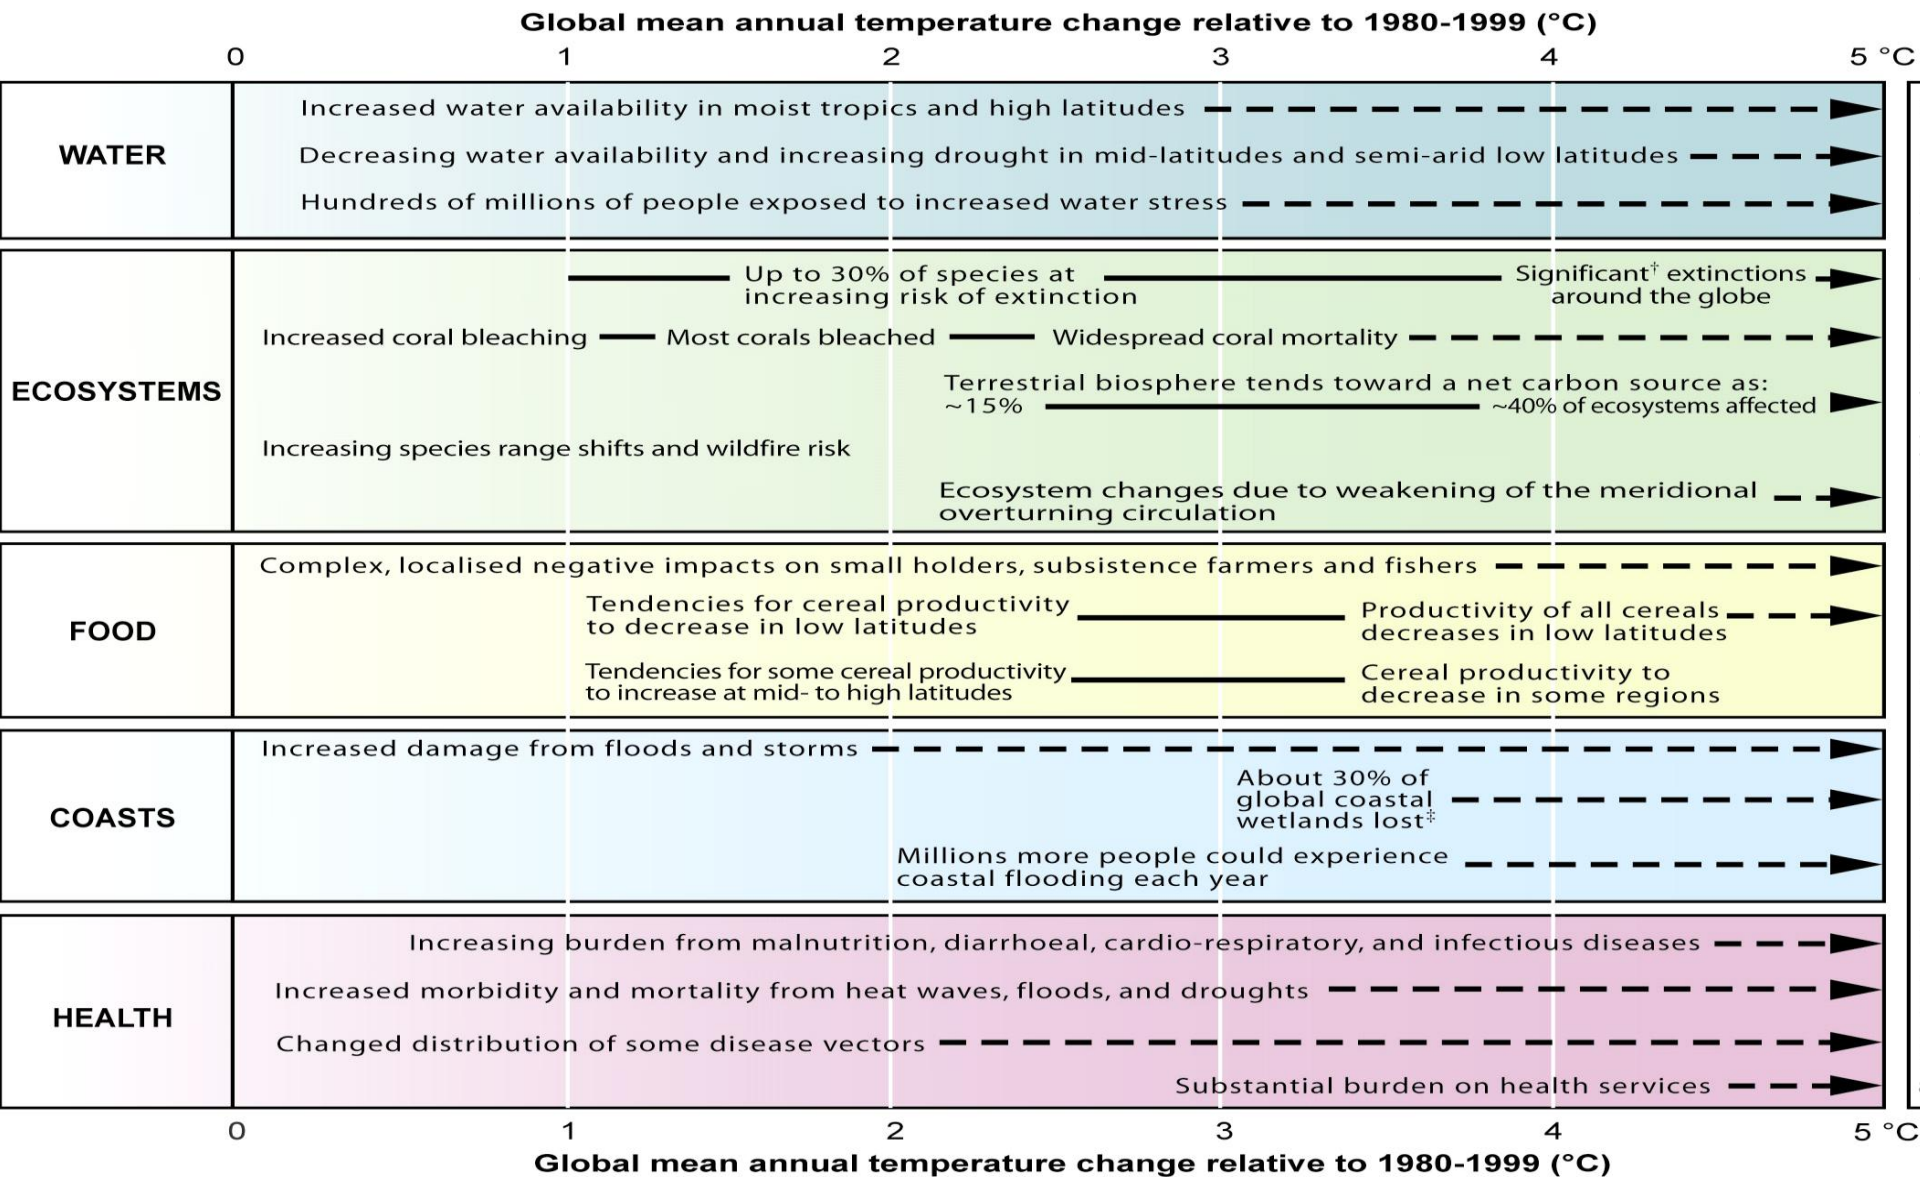 Global mean annual temperature change relative to 1980-1999 (°C)
0 1 2 3 4 5 °C
WATER
Increased water availability in moist tropics and high latitudes
Decreasing water availability and increasing drought in mid-latitudes and semi-arid low latitudes
Hundreds of millions of people exposed to increased water stress
ECOSYSTEMS
Up to 30% of species at
increasing risk of extinction
Significant† extinctions
around the globe
Increased coral bleaching Most corals bleached Widespread coral mortality
Terrestrial biosphere tends toward a net carbon source as:
~15% ~40% of ecosystems affected
Increasing species range shifts and wildfire risk
Ecosystem changes due to weakening of the meridional
overturning circulation
FOOD
Complex, localised negative impacts on small holders, subsistence farmers and fishers
Tendencies for cereal productivity
to decrease in low latitudes
Productivity of all cereals
decreases in low latitudes
Tendencies for some cereal productivity
to increase at mid- to high latitudes
Cereal productivity to
decrease in some regions
COASTS
Increased damage from floods and storms
About 30% of
global coastal
wetlands lost‡
Millions more people could experience
coastal flooding each year
HEALTH
Increasing burden from malnutrition, diarrhoeal, cardio-respiratory, and infectious diseases
Increased morbidity and mortality from heat waves, floods, and droughts
Changed distribution of some disease vectors
Substantial burden on health services
0 1 2 3 4 5 °C
Global mean annual temperature change relative to 1980-1999 (°C)